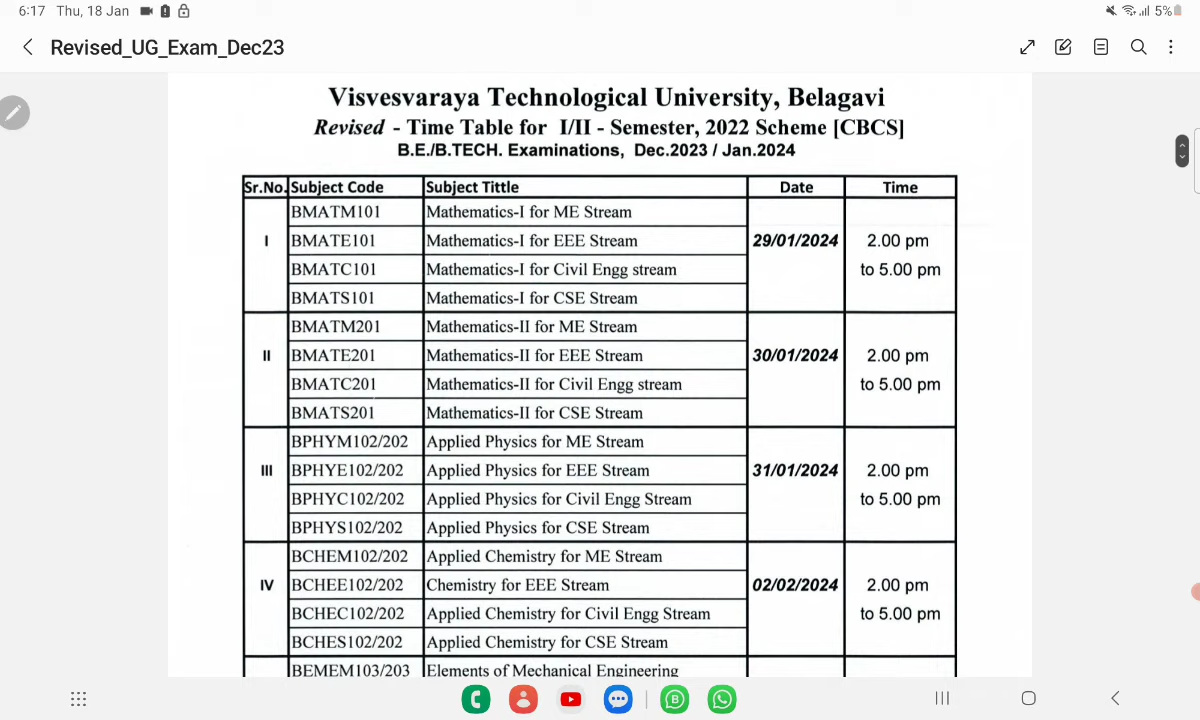 6:17 Thu, 18 Jan
5%
Revised_UG_Exam_Dec23
Visvesvaraya Technological University, Belagavi
Revised - Time Table for I/II - Semester, 2022 Scheme [CBCS]
B.E./B.TECH. Examinations, Dec.2023 / Jan.2024
Sr.No. Subject Code Subject Tittle Date Time
BMATM101 Mathematics-I for ME Stream
I BMATE101 Mathematics-I for EEE Stream 29/01/2024 2.00 pm
BMATC101 Mathematics-I for Civil Engg stream to 5.00 pm
BMATS101 Mathematics-I for CSE Stream
BMATM201 Mathematics-II for ME Stream
II BMATE201 Mathematics-II for EEE Stream 30/01/2024 2.00 pm
BMATC201 Mathematics-II for Civil Engg stream to 5.00 pm
BMATS201 Mathematics-II for CSE Stream
BPHYM102/202 Applied Physics for ME Stream
III BPHYE102/202 Applied Physics for EEE Stream 31/01/2024 2.00 pm
BPHYC102/202 Applied Physics for Civil Engg Stream to 5.00 pm
BPHYS102/202 Applied Physics for CSE Stream
BCHEM102/202 Applied Chemistry for ME Stream
IV BCHEE102/202 Chemistry for EEE Stream 02/02/2024 2.00 pm
BCHEC102/202 Applied Chemistry for Civil Engg Stream to 5.00 pm
BCHES102/202 Applied Chemistry for CSE Stream
BEMEM103/203 Elements of Mechanical Engineering
B